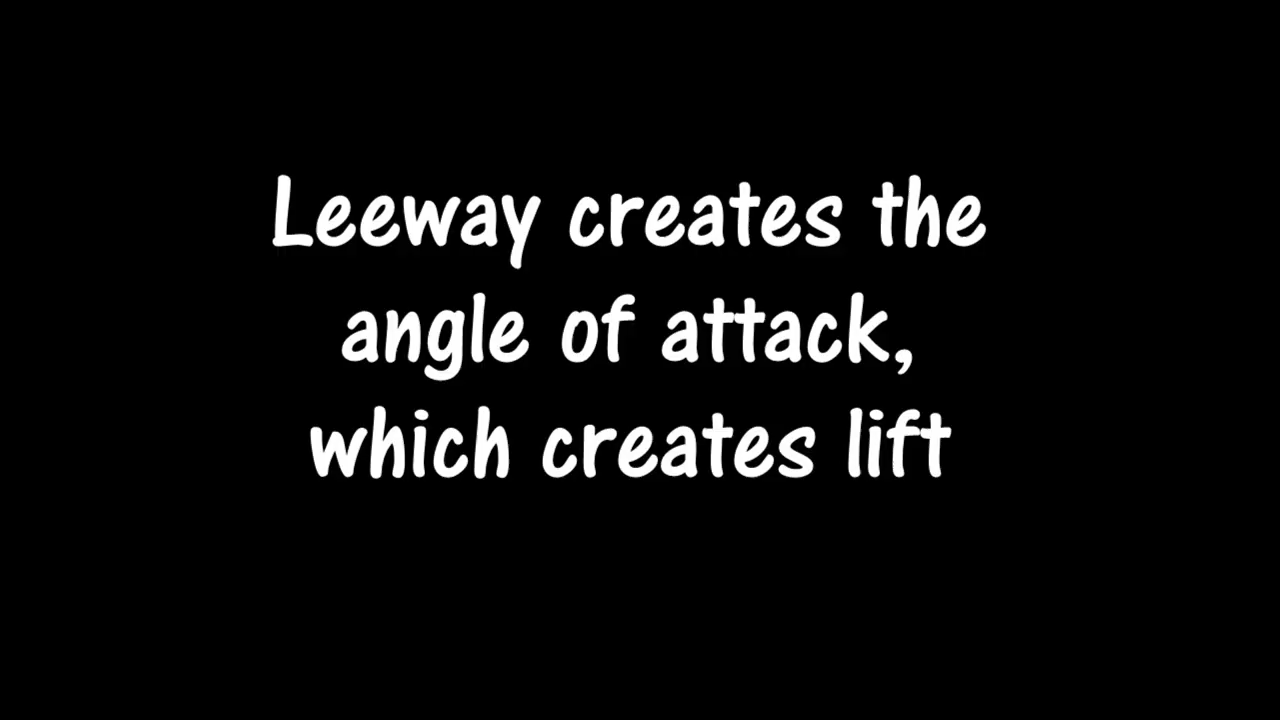 Leeway creates the
angle of attack,
which creates lift